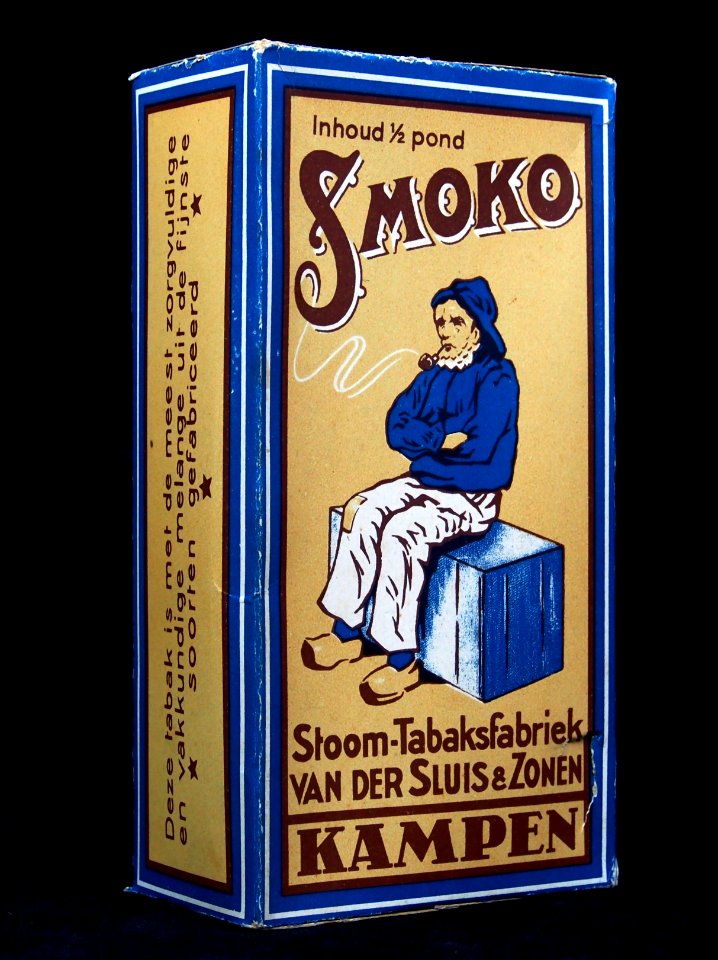 Inhoud ½ pond
SMOKO
Stoom-Tabaksfabriek
VAN DER SLUIS & ZONEN
KAMPEN
Deze tabak is met de meest zorgvuldige
en vakkundige melange uit de fijnste
soorten gefabriceerd